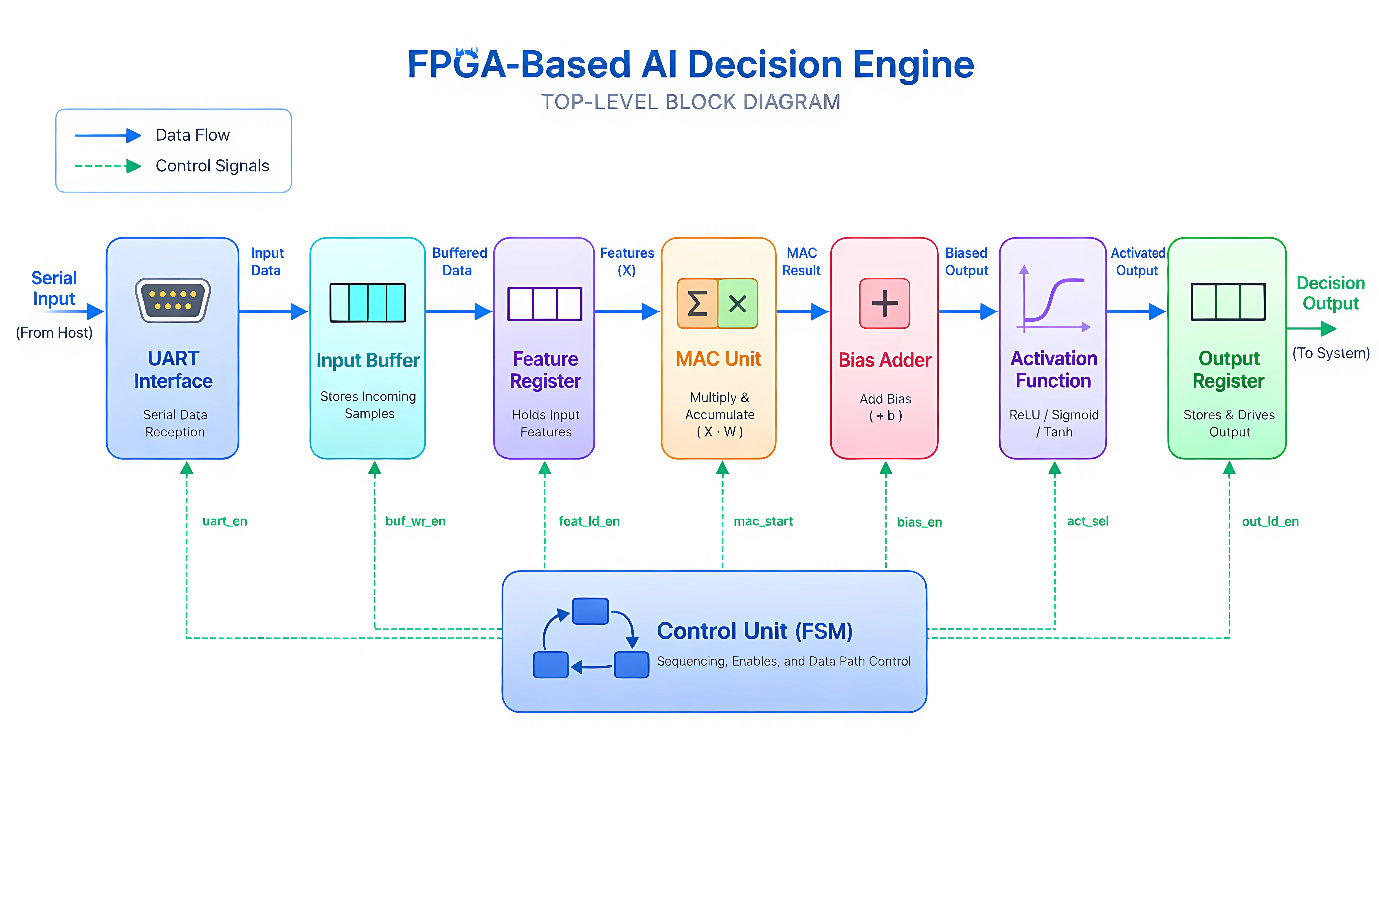 FPGA-Based AI Decision Engine
TOP-LEVEL BLOCK DIAGRAM
Data Flow
Control Signals
Serial
Input
(From Host)
UART
Interface
Serial Data
Reception
Input
Data
Input Buffer
Stores Incoming
Samples
Buffered
Data
Feature
Register
Holds Input
Features
Features
(X)
Σ ×
MAC Unit
Multiply &
Accumulate
( X · W )
MAC
Result
+
Bias Adder
Add Bias
( + b )
Biased
Output
Activation
Function
ReLU / Sigmoid
/ Tanh
Activated
Output
Output
Register
Stores & Drives
Output
Decision
Output
(To System)
uart_en
buf_wr_en
feat_ld_en
mac_start
bias_en
act_sel
out_ld_en
Control Unit (FSM)
Sequencing, Enables, and Data Path Control